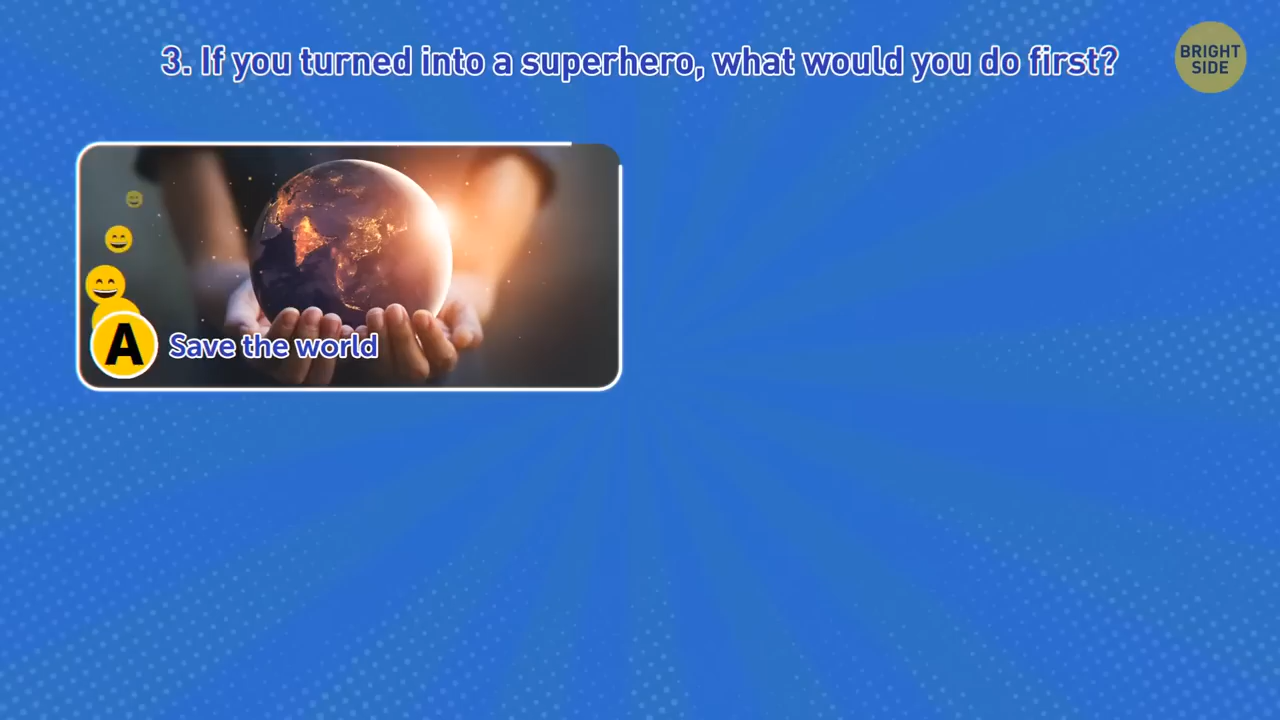 3. If you turned into a superhero, what would you do first?
BRIGHT
SIDE
A
Save the world